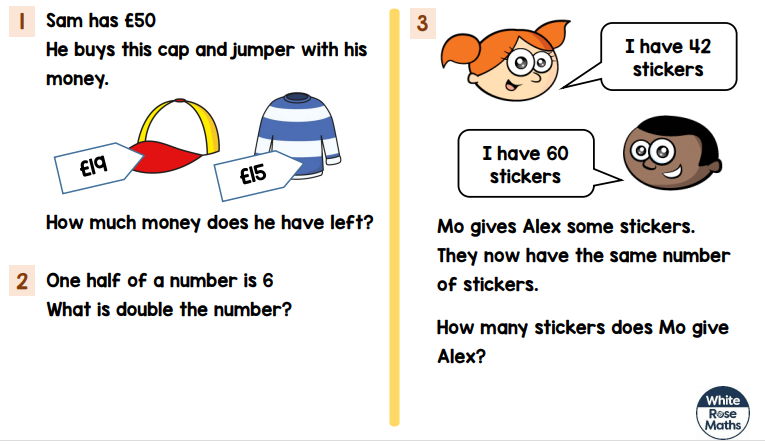 1
Sam has £50
He buys this cap and jumper with his
money.
£19
£15
How much money does he have left?
2
One half of a number is 6
What is double the number?
3
I have 42
stickers
I have 60
stickers
Mo gives Alex some stickers.
They now have the same number
of stickers.
How many stickers does Mo give
Alex?
White
Rose
Maths